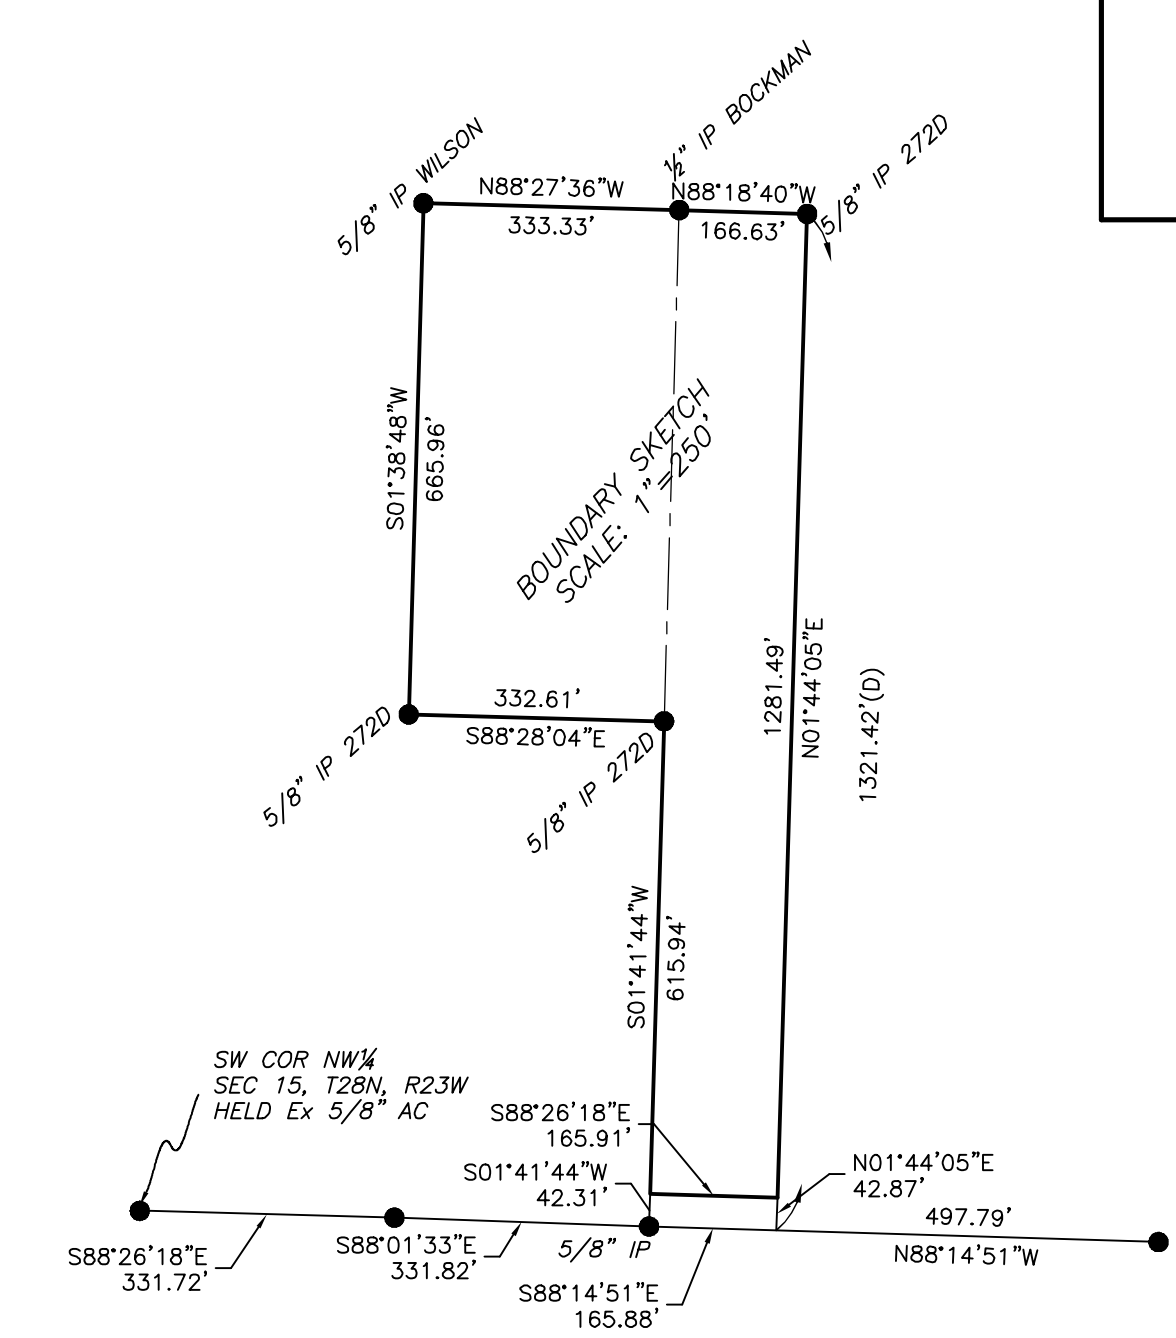 ½" IP BOCKMAN
5/8" IP WILSON
5/8" IP 272D
N88°27'36"W
333.33'
N88°18'40"W
166.63'
S01°38'48"W
665.96'
BOUNDARY SKETCH
SCALE: 1"=250'
1281.49'
N01°44'05"E
1321.42'(D)
332.61'
S88°28'04"E
5/8" IP 272D
5/8" IP 272D
S01°41'44"W
615.94'
SW COR NW¼
SEC 15, T28N, R23W
HELD Ex 5/8" AC
S88°26'18"E
165.91'
S01°41'44"W
42.31'
N01°44'05"E
42.87'
497.79'
N88°14'51"W
S88°26'18"E
331.72'
S88°01'33"E
331.82'
5/8" IP
S88°14'51"E
165.88'